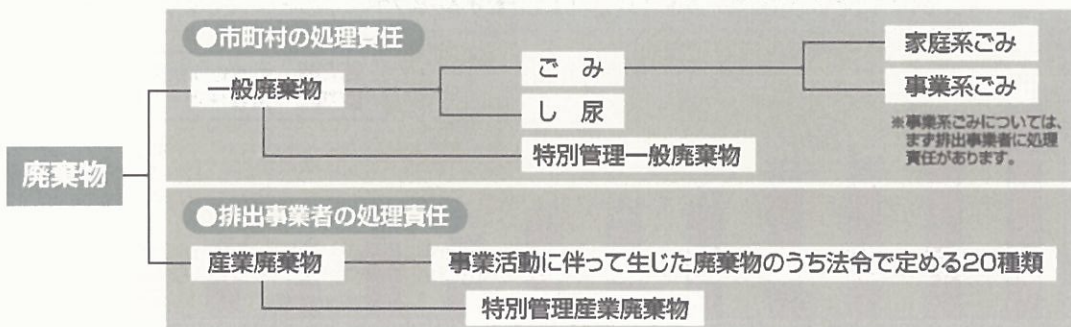 ●市町村の処理責任
一般廃棄物
ごみ
し尿
特別管理一般廃棄物
家庭系ごみ
事業系ごみ
※事業系ごみについては、
まず排出事業者に処理
責任があります。
廃棄物
●排出事業者の処理責任
産業廃棄物
事業活動に伴って生じた廃棄物のうち法令で定める20種類
特別管理産業廃棄物